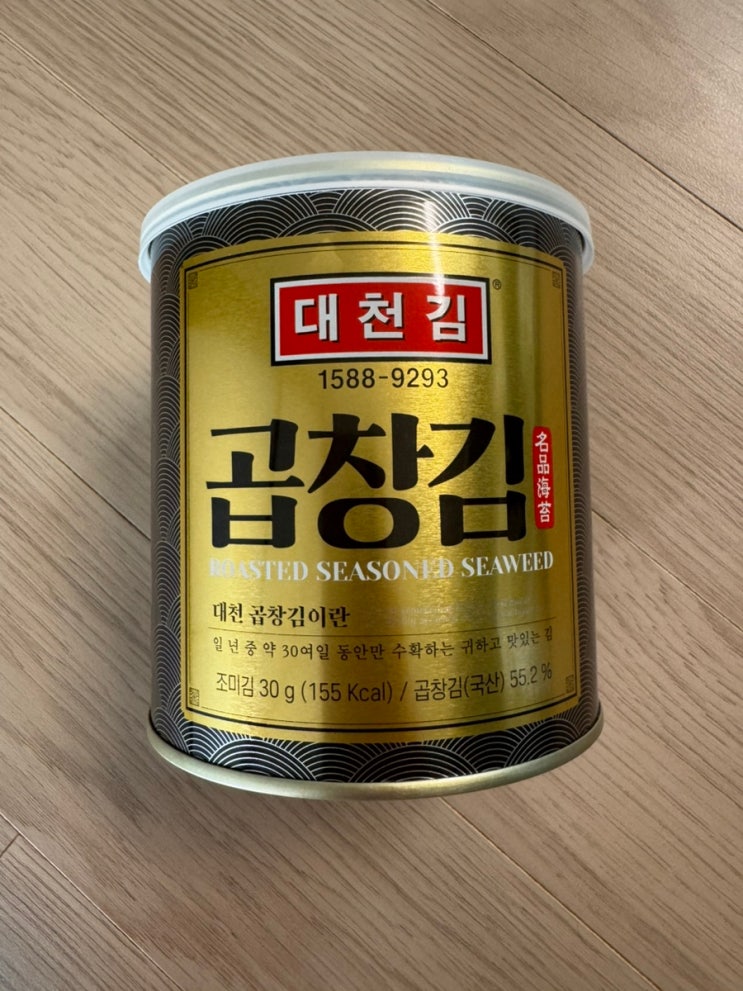 대천김®
1588-9293
곱창김
名品海苔
ROASTED SEASONED SEAWEED
대천 곱창김이란
일 년 중 약 30여일 동안만 수확하는 귀하고 맛있는 김
조미김 30 g (155 Kcal) / 곱창김(국산) 55.2 %